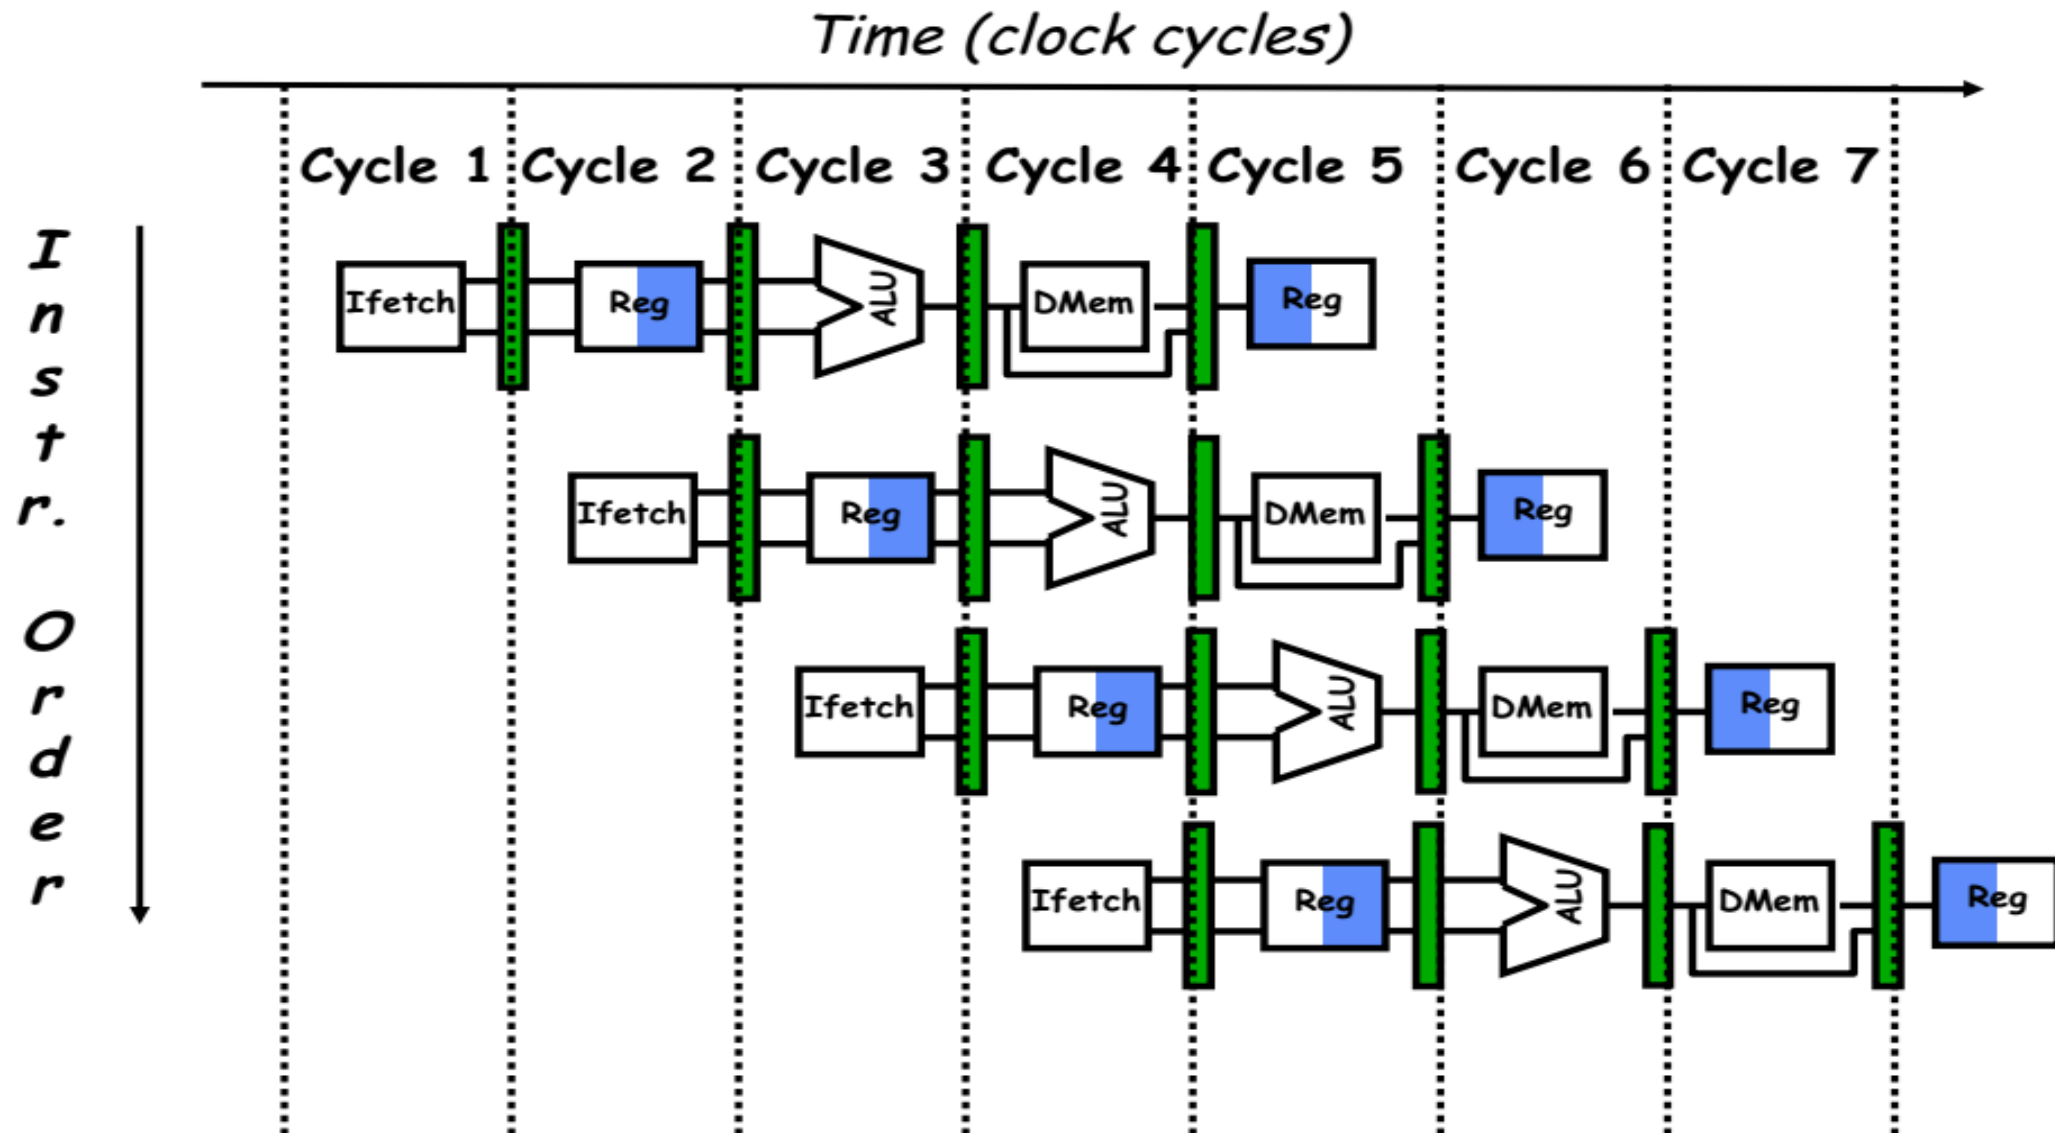 Time (clock cycles)
Cycle 1 Cycle 2 Cycle 3 Cycle 4 Cycle 5 Cycle 6 Cycle 7
Instr. Order
Ifetch Reg ALU DMem Reg
Ifetch Reg ALU DMem Reg
Ifetch Reg ALU DMem Reg
Ifetch Reg ALU DMem Reg